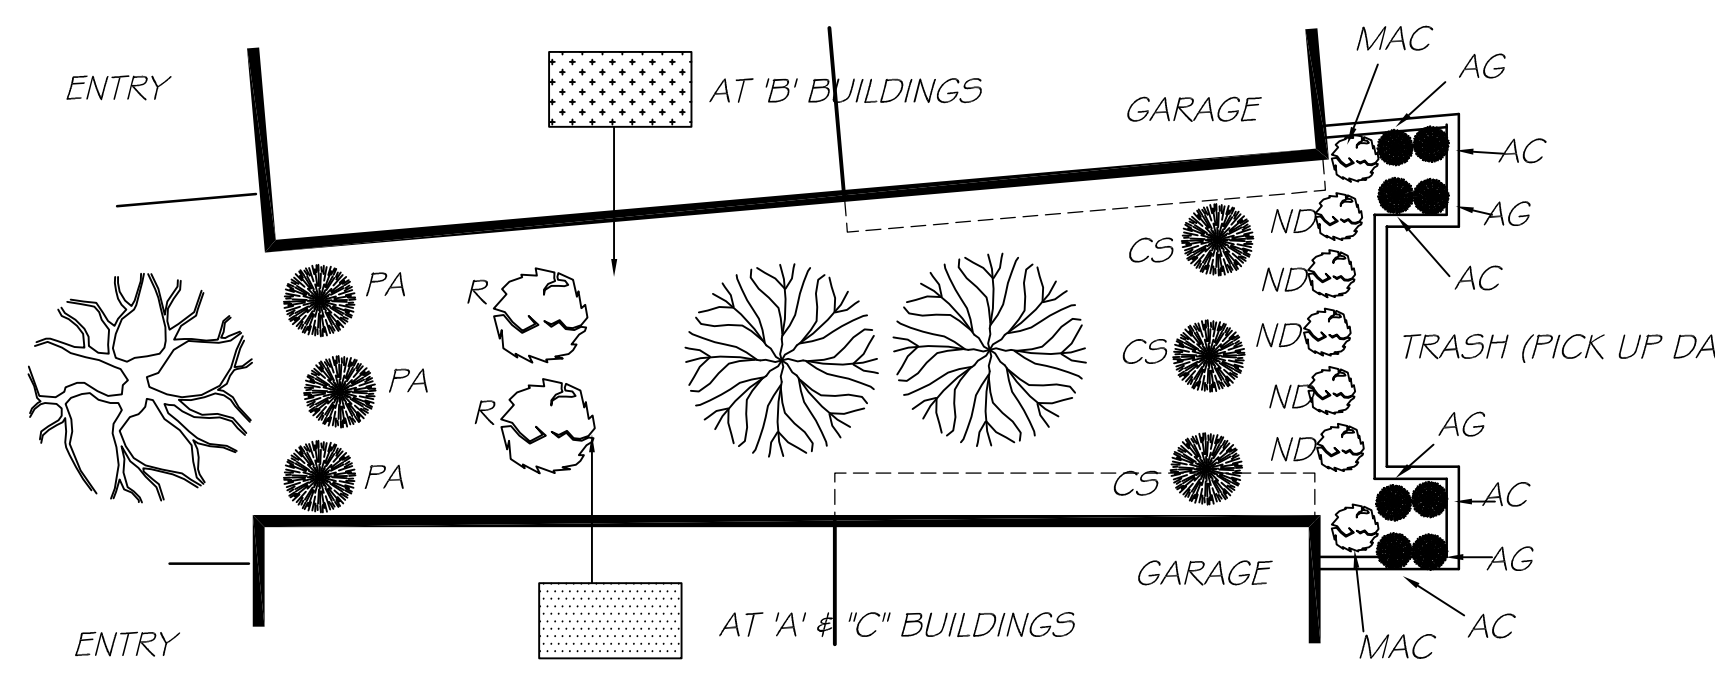 MAC
AG
ENTRY
AT 'B' BUILDINGS
GARAGE
AC
AG
ND
CS
AC
ND
PA
R
ND
TRASH (PICK UP DA
CS
PA
ND
R
AG
ND
PA
CS
AC
AG
GARAGE
AT 'A' & "C" BUILDINGS
AC
ENTRY
MAC